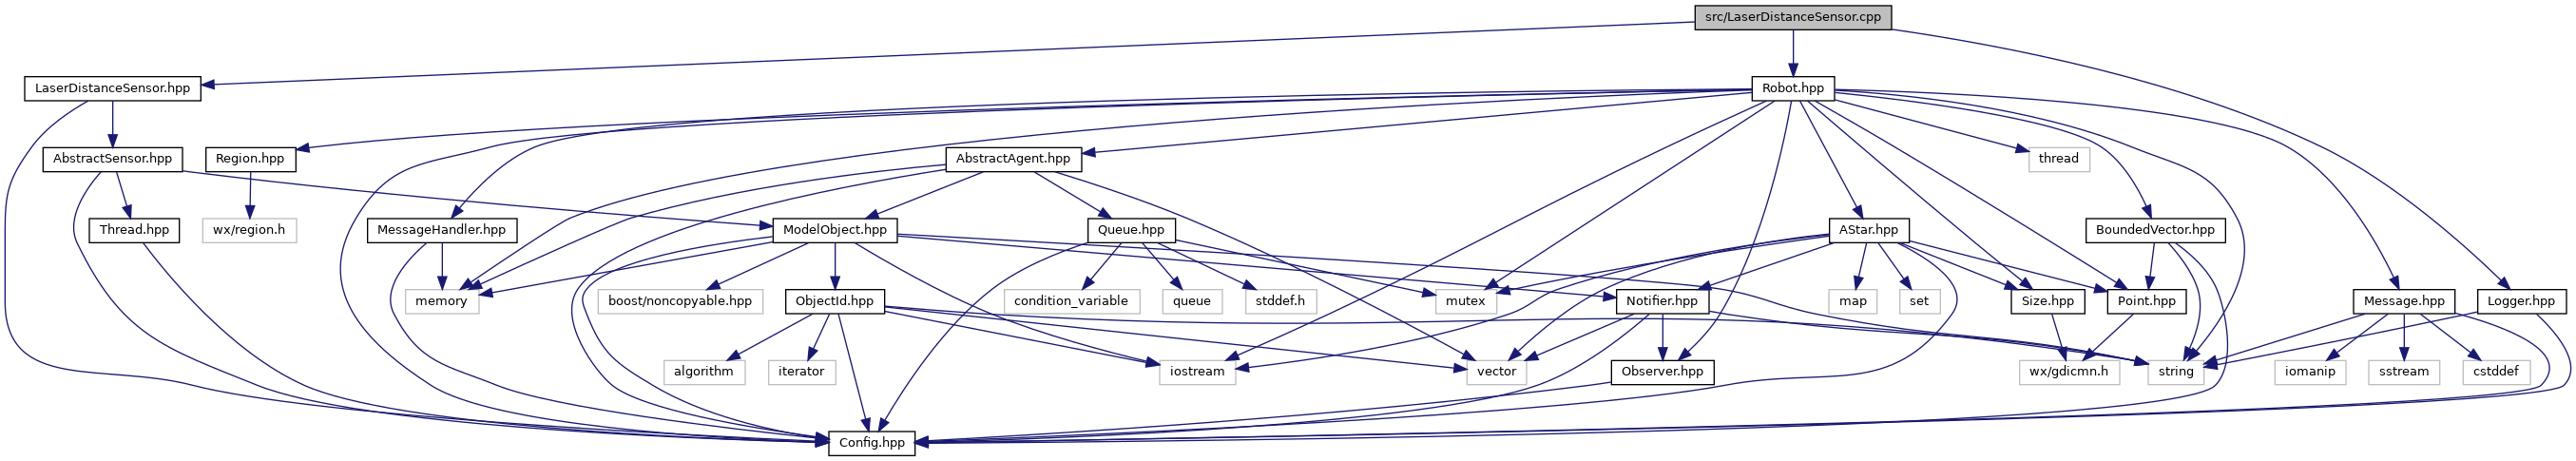 src/LaserDistanceSensor.cpp
LaserDistanceSensor.hpp
Robot.hpp
AbstractSensor.hpp
Region.hpp
AbstractAgent.hpp
thread
Thread.hpp
wx/region.h
MessageHandler.hpp
ModelObject.hpp
Queue.hpp
AStar.hpp
BoundedVector.hpp
memory
boost/noncopyable.hpp
ObjectId.hpp
condition_variable
queue
stddef.h
mutex
Notifier.hpp
map
set
Size.hpp
Point.hpp
Message.hpp
Logger.hpp
algorithm
iterator
iostream
vector
Observer.hpp
wx/gdicmn.h
string
iomanip
sstream
cstddef
Config.hpp